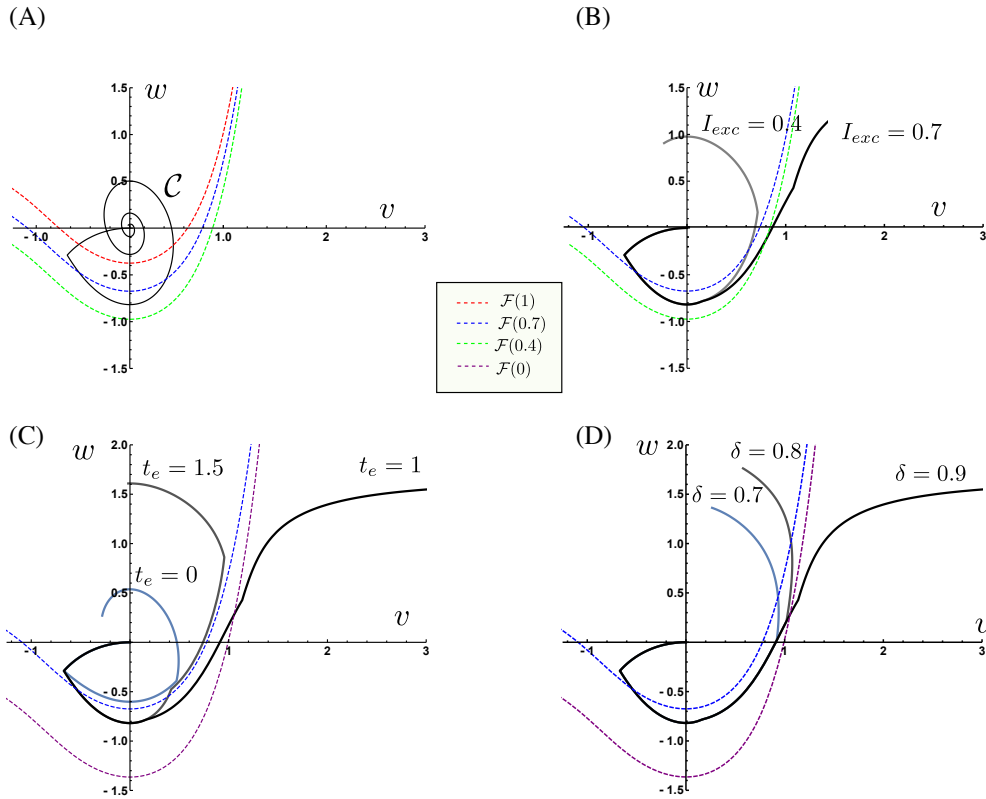 (A)
w
1.5
1.0
0.5
C
v
- 1.0
1.0
3
- 0.5
- 1.0
- 1.5
(B)
w
1.5
1.0
I_exc = 0.4
I_exc = 0.7
0.5
v
- 1
1
2
3
- 0.5
- 1.0
- 1.5
F(1)
F(0.7)
F(0.4)
F(0)
(C)
w
2.0
t_e = 1.5
t_e = 1
1.5
1.0
t_e = 0
0.5
v
- 1
1
2
3
- 0.5
- 1.0
- 1.5
(D)
w
2.0
δ = 0.8
δ = 0.9
δ = 0.7
1.5
1.0
0.5
v
- 1
1
2
3
- 0.5
- 1.0
- 1.5